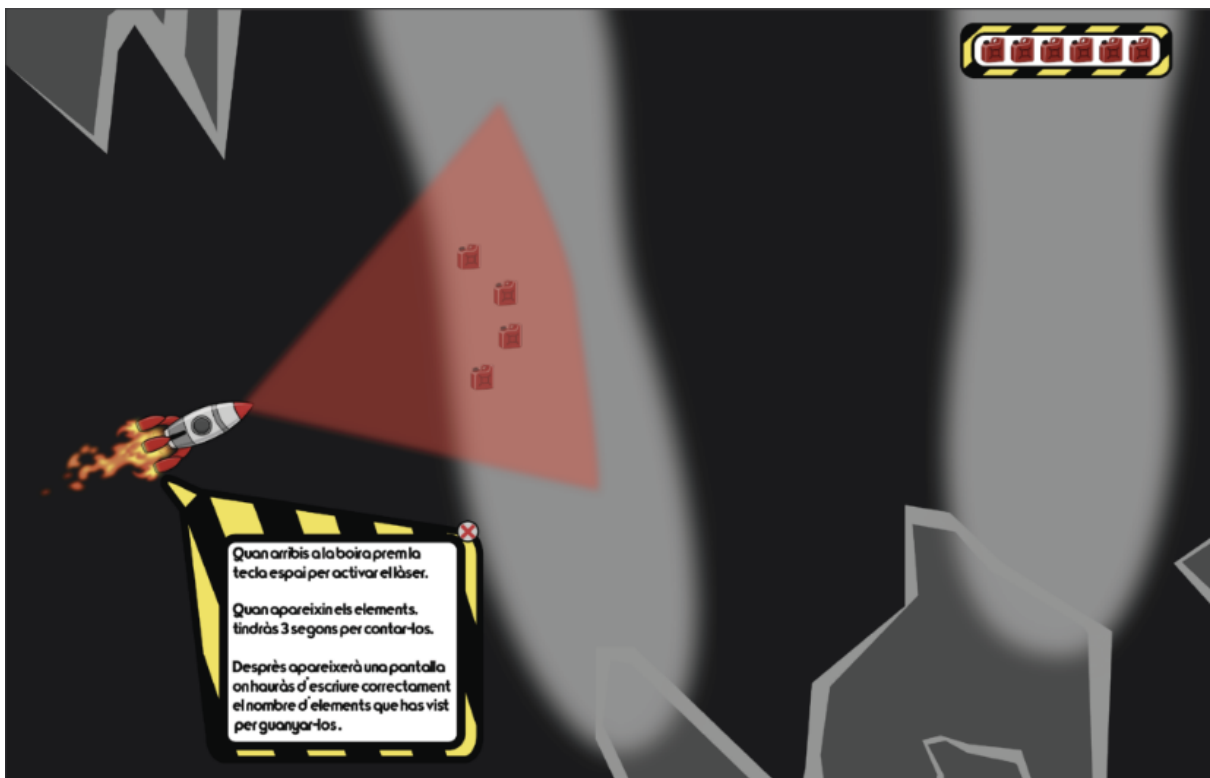 Quan arribis a la boira prem la
tecla espai per activar el làser.
Quan apareixin els elements,
tindràs 3 segons per contar-los.
Desprès apareixerà una pantalla
on hauràs d'escriure correctament
el nombre d'elements que has vist
per guanyar-los.